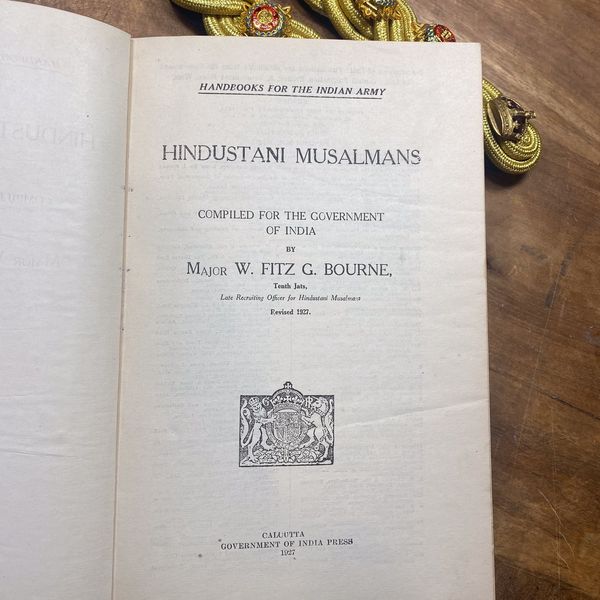 HANDBOOKS FOR THE INDIAN ARMY
HINDUSTANI MUSALMANS
COMPILED FOR THE GOVERNMENT
OF INDIA
BY
MAJOR W. FITZ G. BOURNE,
Tenth Jats,
Late Recruiting Officer for Hindustani Musalmans
Revised 1927.
CALCUTTA
GOVERNMENT OF INDIA PRESS
1927